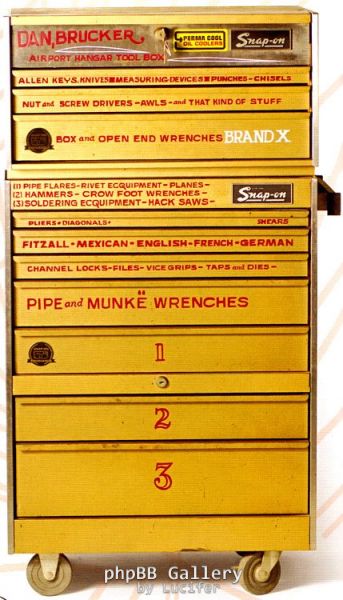 DAN, BRUCKER
AIRPORT HANGAR TOOL BOX
PERMA COOL
OIL COOLERS
Snap-on
ALLEN KEYS, KNIVES-MEASURING-DEVICES-PUNCHES-CHISELS
NUT and SCREW DRIVERS-AWLS-and THAT KIND OF STUFF
BOX and OPEN END WRENCHES BRAND X
(1) PIPE FLARES-RIVET ECQUIPMENT-PLANES-
(2) HAMMERS-CROW FOOT WRENCHES-
(3) SOLDERING ECQUIPMENT-HACK SAWS-
Snap-on
PLIERS-DIAGONALS- SHEARS
FITZALL-MEXICAN-ENGLISH-FRENCH-GERMAN
CHANNEL LOCKS-FILES-VICE GRIPS-TAPS and DIES-
PIPE and MUNKË WRENCHES
1
2
3
phpBB Gallery
by Lucifer